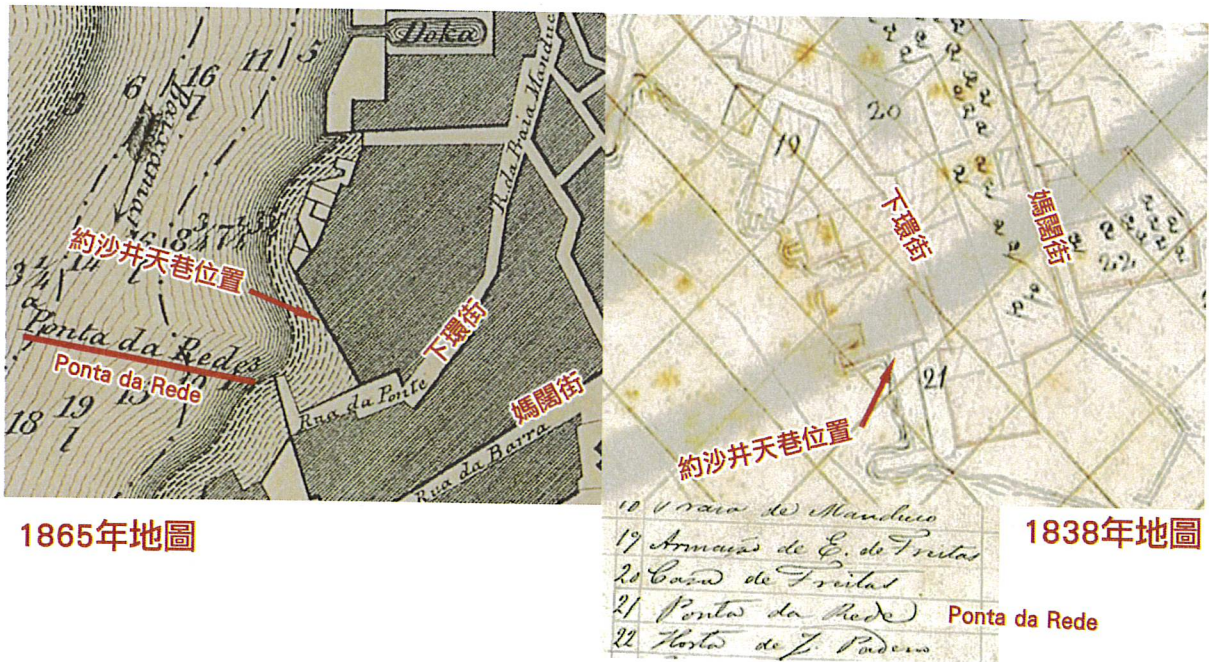 Doka
5
11
16
6
3
R. da Praia Manduco
約沙井天巷位置
Ponta da Rede
Ponta da Rede
下環街
媽閣街
Rua da Ponte
Rua da Barra
18
19
1865年地圖
20
19
下環街
媽閣街
22
21
約沙井天巷位置
1838年地圖
19 Armazão de E. de Freitas
20 Casa de Freitas
21 Ponta da Rede
Ponta da Rede
22 Horta de